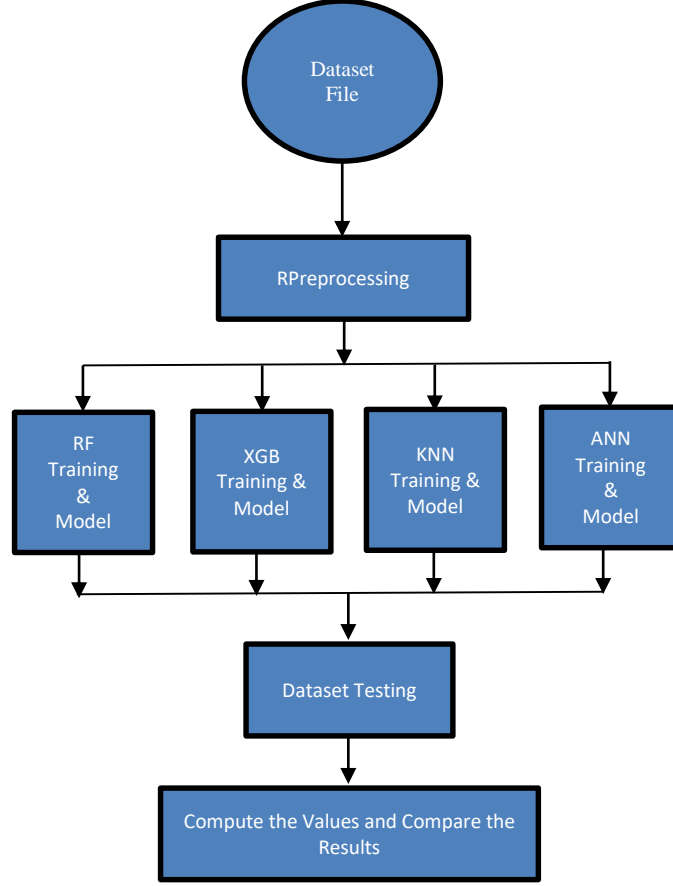 Dataset
File
RPreprocessing
RF
Training
&
Model
XGB
Training &
Model
KNN
Training &
Model
ANN
Training
&
Model
Dataset Testing
Compute the Values and Compare the
Results